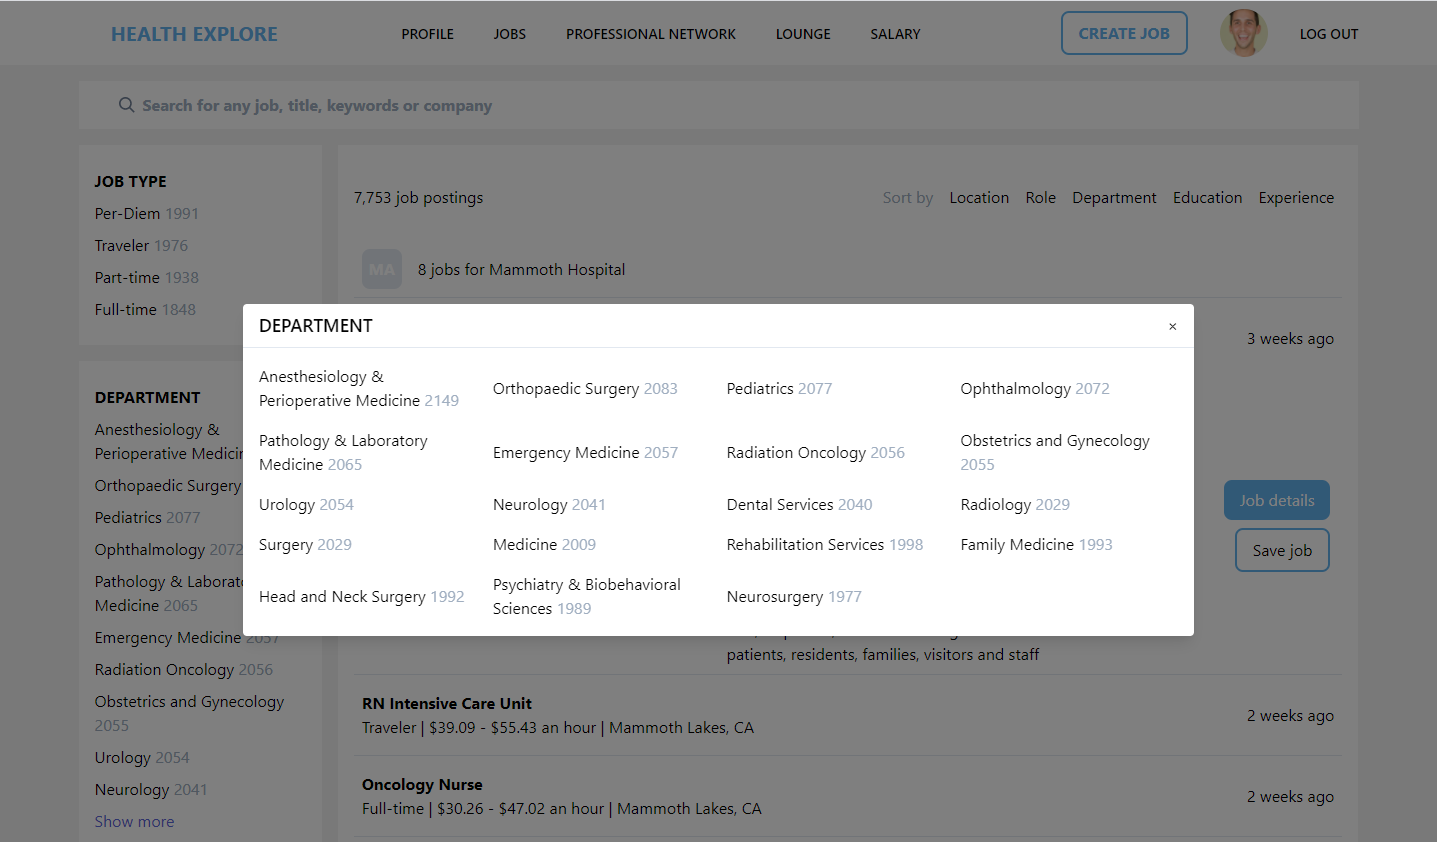 HEALTH EXPLORE
PROFILE
JOBS
PROFESSIONAL NETWORK
LOUNGE
SALARY
CREATE JOB
LOG OUT
Search for any job, title, keywords or company
JOB TYPE
Per-Diem 1991
Traveler 1976
Part-time 1938
Full-time 1848
DEPARTMENT
Anesthesiology &
Perioperative Medicin
Orthopaedic Surgery
Pediatrics 2077
Ophthalmology 2072
Pathology & Laborato
Medicine 2065
Emergency Medicine 2057
Radiation Oncology 2056
Obstetrics and Gynecology
2055
Urology 2054
Neurology 2041
Show more
7,753 job postings
Sort by Location Role Department Education Experience
MA
8 jobs for Mammoth Hospital
3 weeks ago
DEPARTMENT
×
Anesthesiology &
Perioperative Medicine 2149
Orthopaedic Surgery 2083
Pediatrics 2077
Ophthalmology 2072
Pathology & Laboratory
Medicine 2065
Emergency Medicine 2057
Radiation Oncology 2056
Obstetrics and Gynecology
2055
Urology 2054
Neurology 2041
Dental Services 2040
Radiology 2029
Surgery 2029
Medicine 2009
Rehabilitation Services 1998
Family Medicine 1993
Head and Neck Surgery 1992
Psychiatry & Biobehavioral
Sciences 1989
Neurosurgery 1977
Job details
Save job
patients, residents, families, visitors and staff
RN Intensive Care Unit
Traveler | $39.09 - $55.43 an hour | Mammoth Lakes, CA
2 weeks ago
Oncology Nurse
Full-time | $30.26 - $47.02 an hour | Mammoth Lakes, CA
2 weeks ago